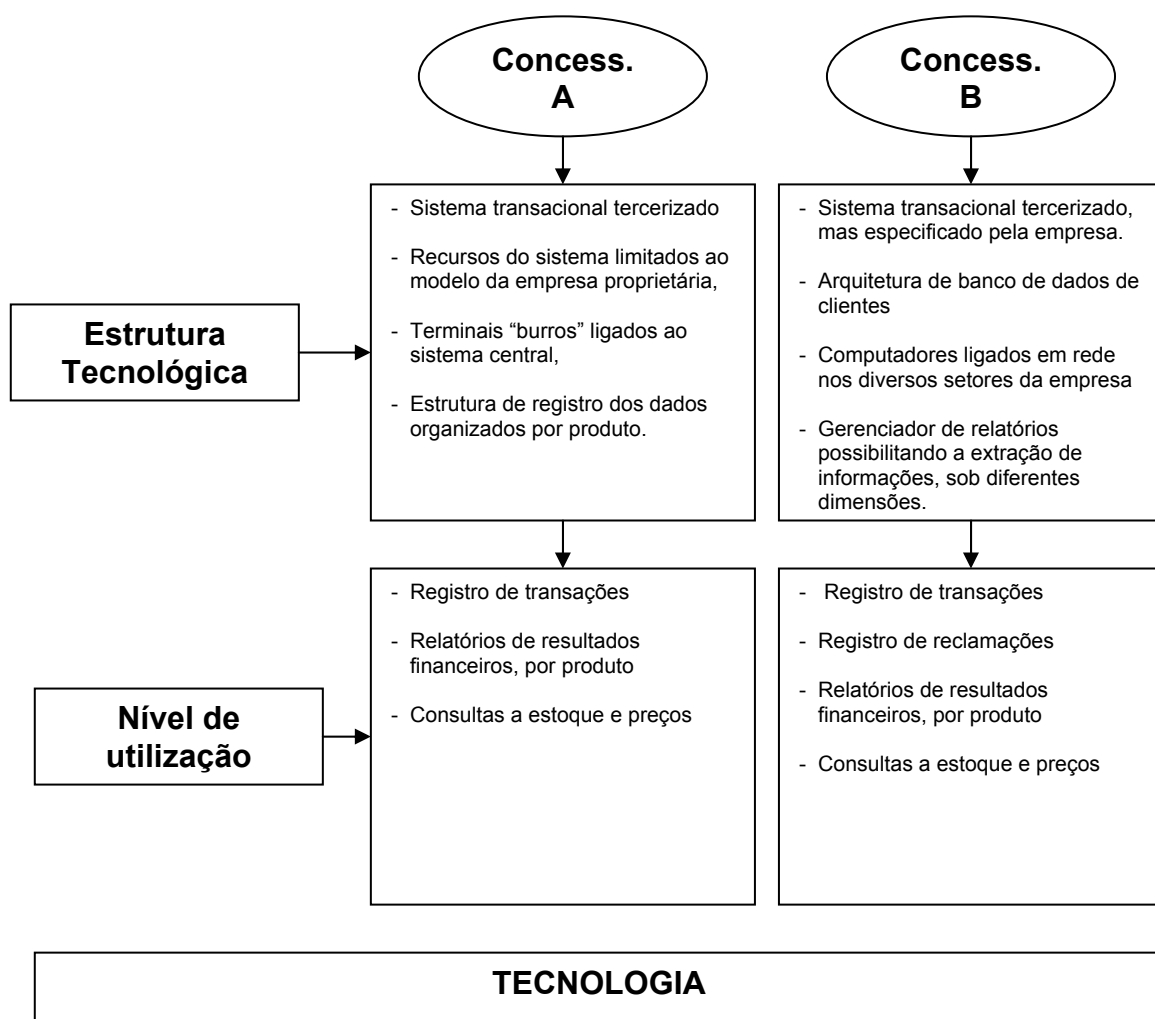 Concess.
A
Concess.
B
Estrutura
Tecnológica
- Sistema transacional tercerizado
- Recursos do sistema limitados ao
modelo da empresa proprietária,
- Terminais “burros” ligados ao
sistema central,
- Estrutura de registro dos dados
organizados por produto.
- Sistema transacional tercerizado,
mas especificado pela empresa.
- Arquitetura de banco de dados de
clientes
- Computadores ligados em rede
nos diversos setores da empresa
- Gerenciador de relatórios
possibilitando a extração de
informações, sob diferentes
dimensões.
Nível de
utilização
- Registro de transações
- Relatórios de resultados
financeiros, por produto
- Consultas a estoque e preços
- Registro de transações
- Registro de reclamações
- Relatórios de resultados
financeiros, por produto
- Consultas a estoque e preços
TECNOLOGIA